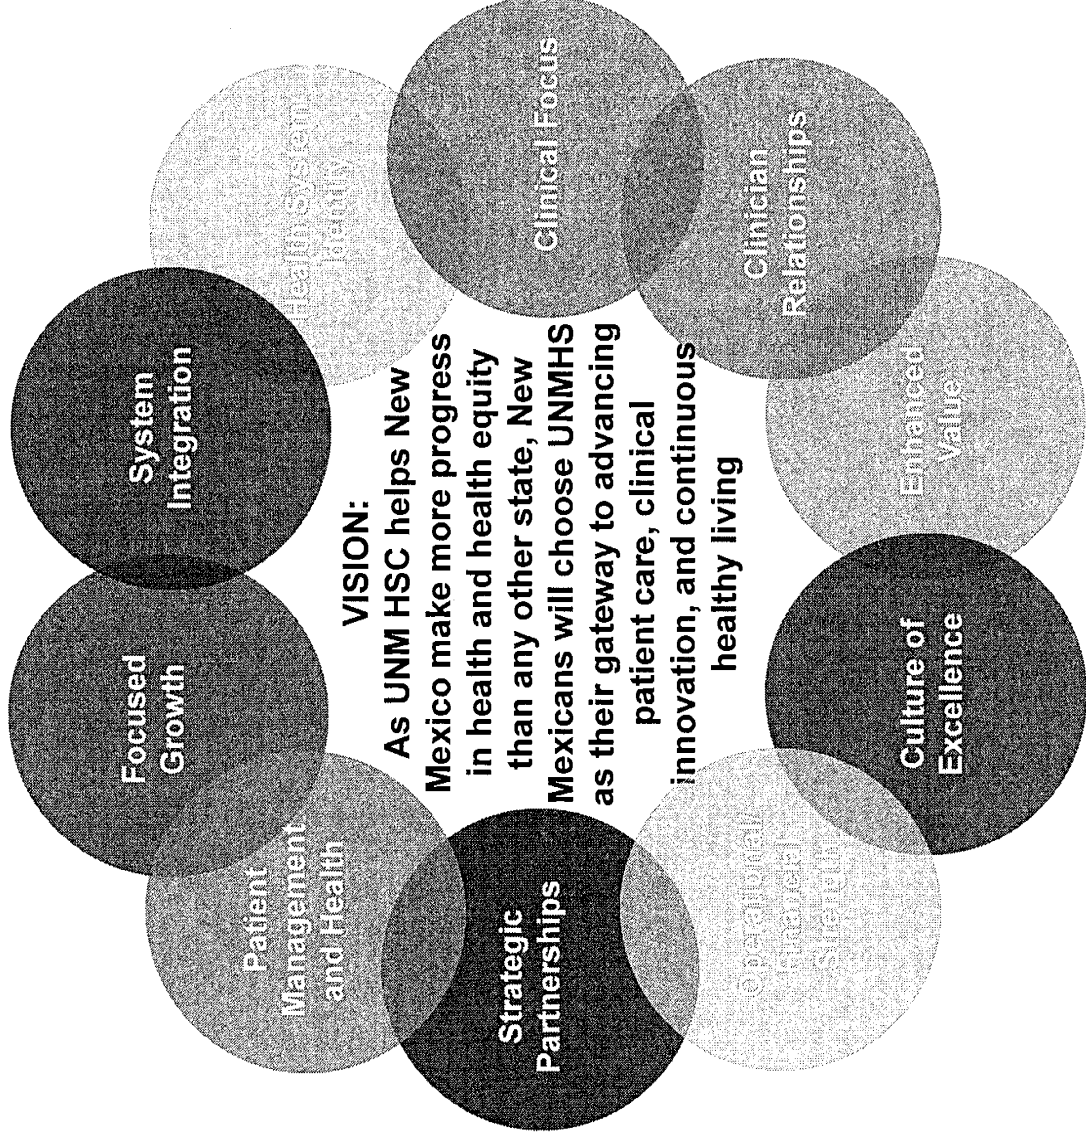 Focused
Growth
System
Integration
Patient
Management
and Health
Health System
Identity
Strategic
Partnerships
VISION:
As UNM HSC helps New
Mexico make more progress
in health and health equity
than any other state, New
Mexicans will choose UNMHS
as their gateway to advancing
patient care, clinical
innovation, and continuous
healthy living
Clinical Focus
Operational/
Financial
Strength
Clinician
Relationships
Culture of
Excellence
Enhanced
Value